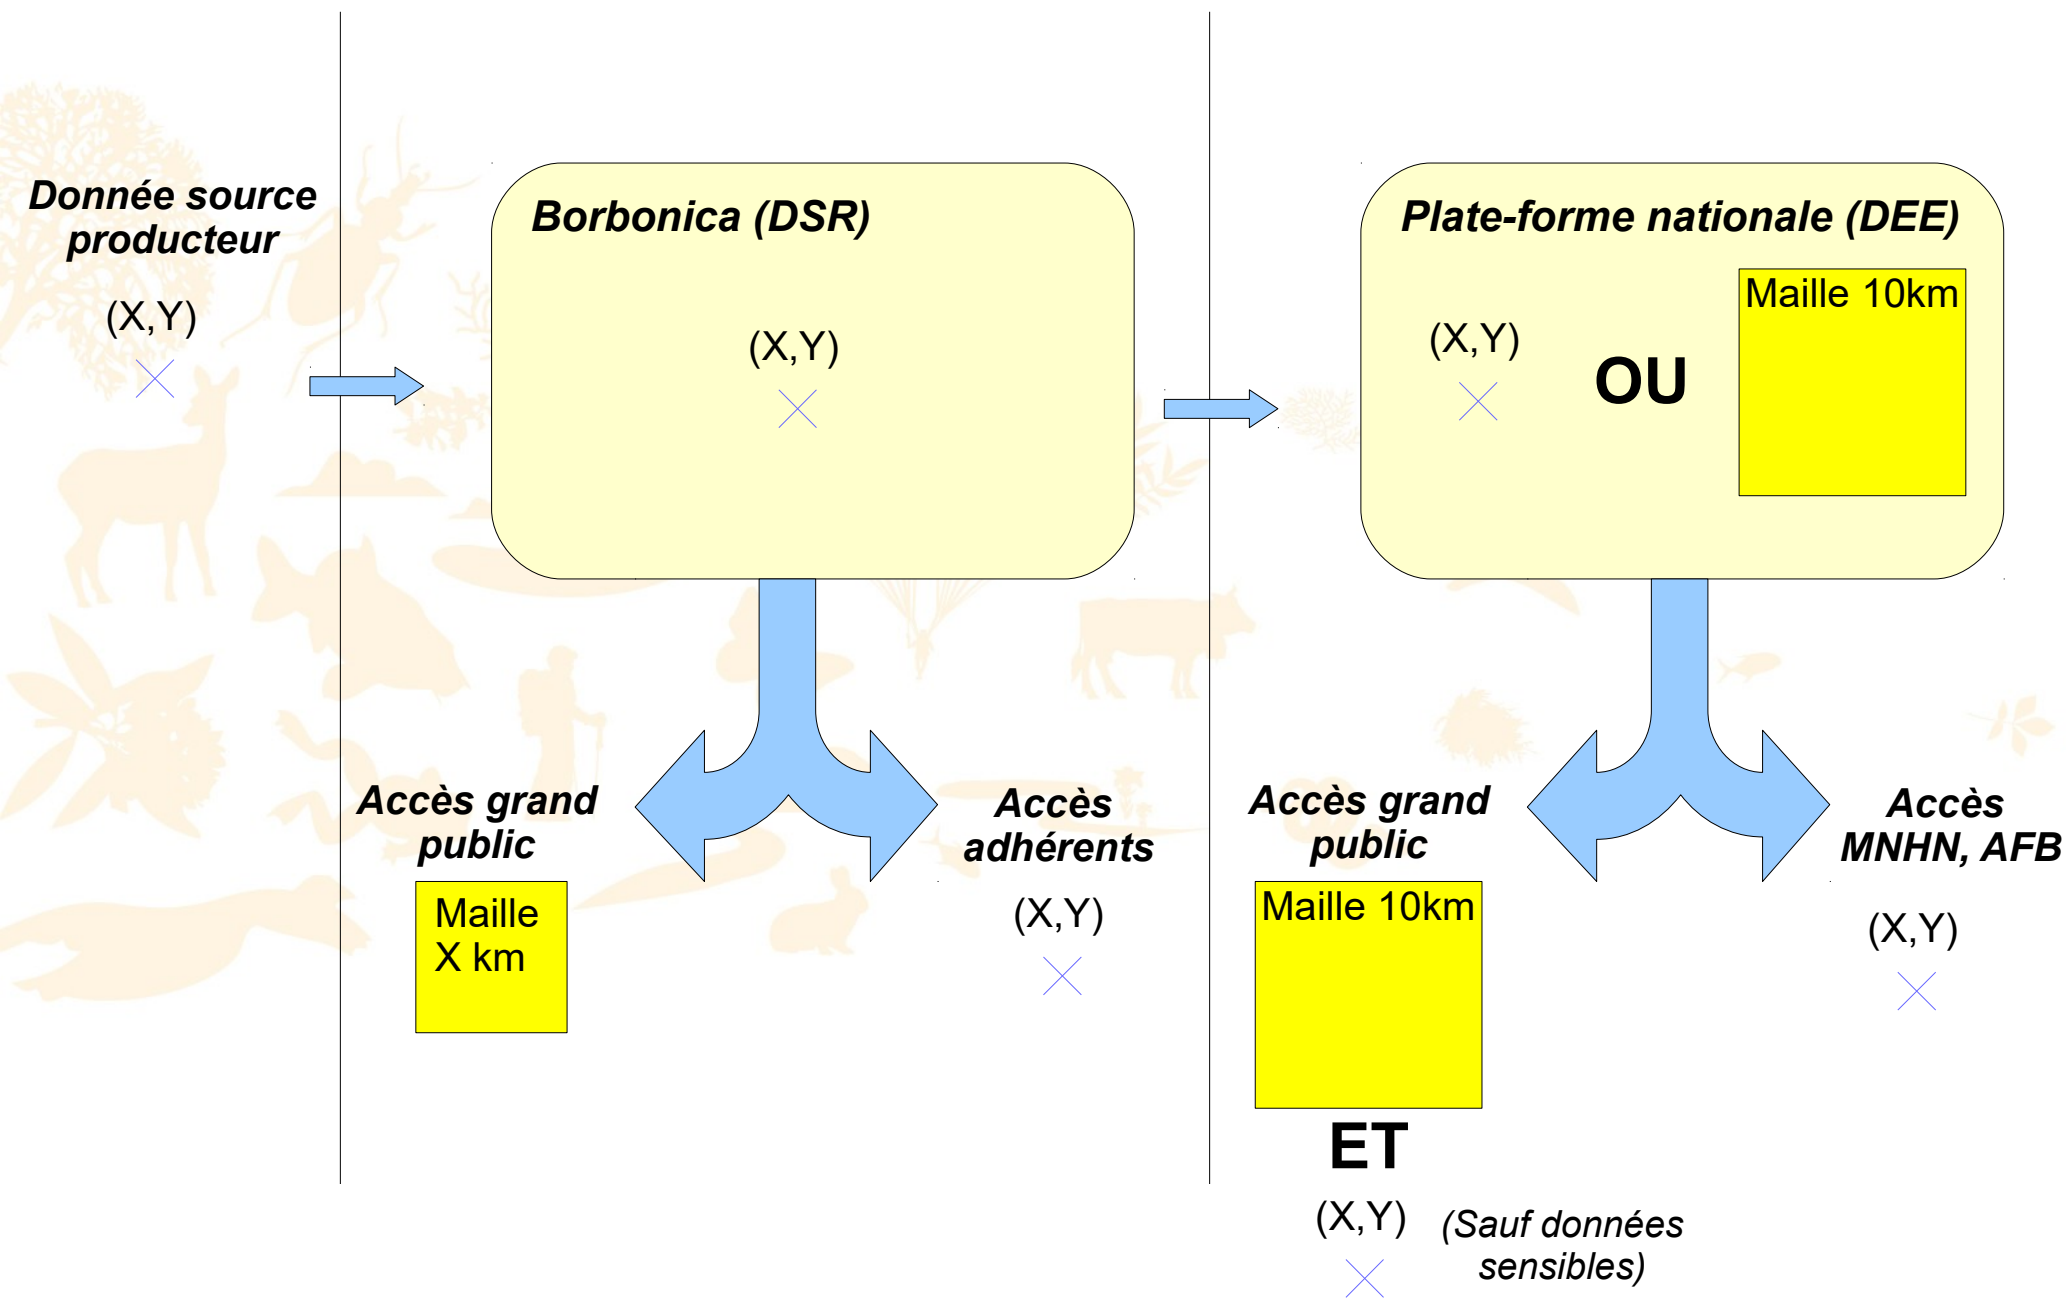 Donnée source
producteur
(X,Y)
Borbonica (DSR)
(X,Y)
Accès grand
public
Maille
X km
Accès
adhérents
(X,Y)
Plate-forme nationale (DEE)
(X,Y)
OU
Maille 10km
Accès grand
public
Maille 10km
ET
(X,Y)
(Sauf données
sensibles)
Accès
MNHN, AFB
(X,Y)